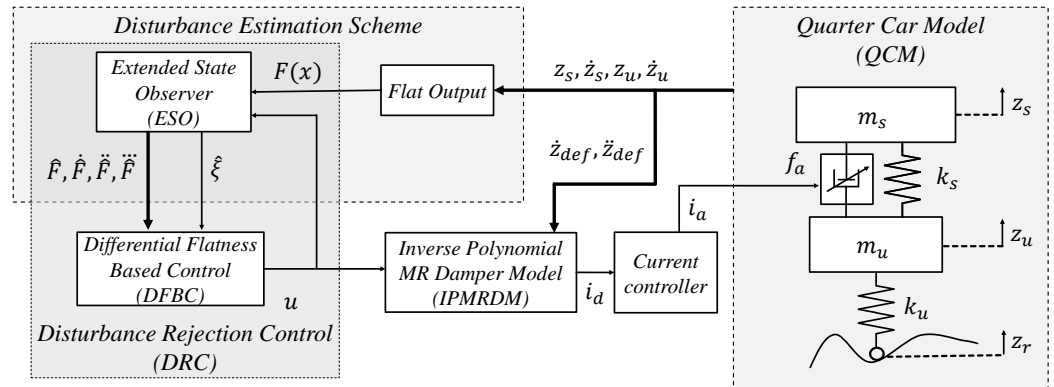 Disturbance Estimation Scheme
Extended State
Observer
(ESO)
F(x)
Flat Output
z_s, ż_s, z_u, ż_u
ż_def, z̈_def
F̂, F̂̇, F̂̈, F̂⃛
ξ̂
Differential Flatness
Based Control
(DFBC)
u
Disturbance Rejection Control
(DRC)
Inverse Polynomial
MR Damper Model
(IPMRDM)
i_d
Current
controller
i_a
Quarter Car Model
(QCM)
m_s
z_s
f_a
k_s
m_u
z_u
k_u
z_r